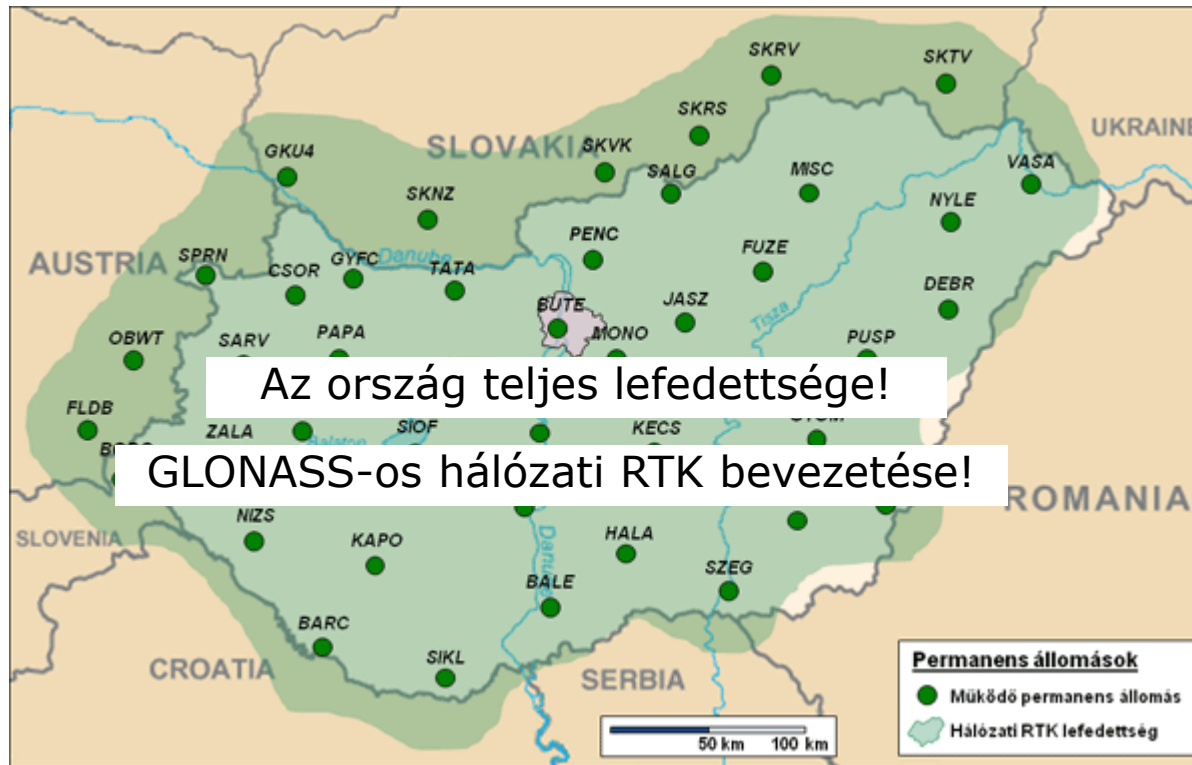 SKRV
SKTV
SKRS
UKRAINE
SLOVAKIA
SKVK
GKU4
SALG
MISC
VASA
SKNZ
NYLE
PENC
AUSTRIA
SPRN
CSOR
GYFC
Danube
TATA
FUZE
DEBR
BUTE
JASZ
Tisza
OBWT
SARV
PAPA
MONO
PUSP
Az ország teljes lefedettsége!
FLDB
ZALA
SIOF
KECS
Balaton
GLONASS-os hálózati RTK bevezetése!
ROMANIA
NIZS
SLOVENIA
KAPO
Danube
HALA
BALE
SZEG
BARC
CROATIA
SIKL
SERBIA
Permanens állomások
Működő permanens állomás
Hálózati RTK lefedettség
50 km 100 km